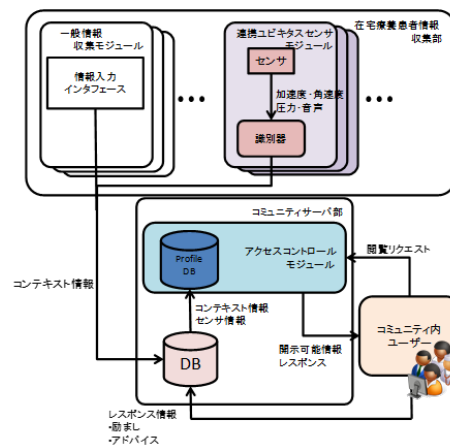 在宅療養患者情報
収集部
一般情報
収集モジュール
情報入力
インタフェース
・・・
連携ユビキタスセンサ
モジュール
センサ
加速度・角速度
圧力・音声
識別器
・・・
コミュニティサーバ部
Profile
DB
アクセスコントロール
モジュール
閲覧リクエスト
コンテキスト情報
コンテキスト情報
センサ情報
DB
開示可能情報
レスポンス
コミュニティ内
ユーザー
レスポンス情報
・励まし
・アドバイス